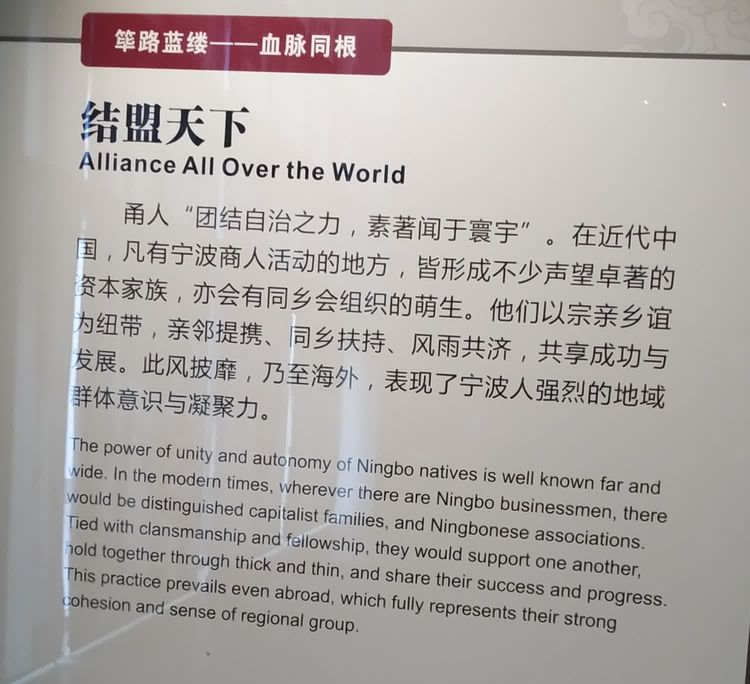 筚路蓝缕——血脉同根
结盟天下
Alliance All Over the World
甬人“团结自治之力，素著闻于寰宇”。在近代中
国，凡有宁波商人活动的地方，皆形成不少声望卓著的
资本家族，亦会有同乡会组织的萌生。他们以宗亲乡谊
为纽带，亲邻提携、同乡扶持、风雨共济，共享成功与
发展。此风披靡，乃至海外，表现了宁波人强烈的地域
群体意识与凝聚力。
The power of unity and autonomy of Ningbo natives is well known far and
wide. In the modern times, wherever there are Ningbo businessmen, there
would be distinguished capitalist families, and Ningbonese associations.
Tied with clansmanship and fellowship, they would support one another,
hold together through thick and thin, and share their success and progress.
This practice prevails even abroad, which fully represents their strong
cohesion and sense of regional group.